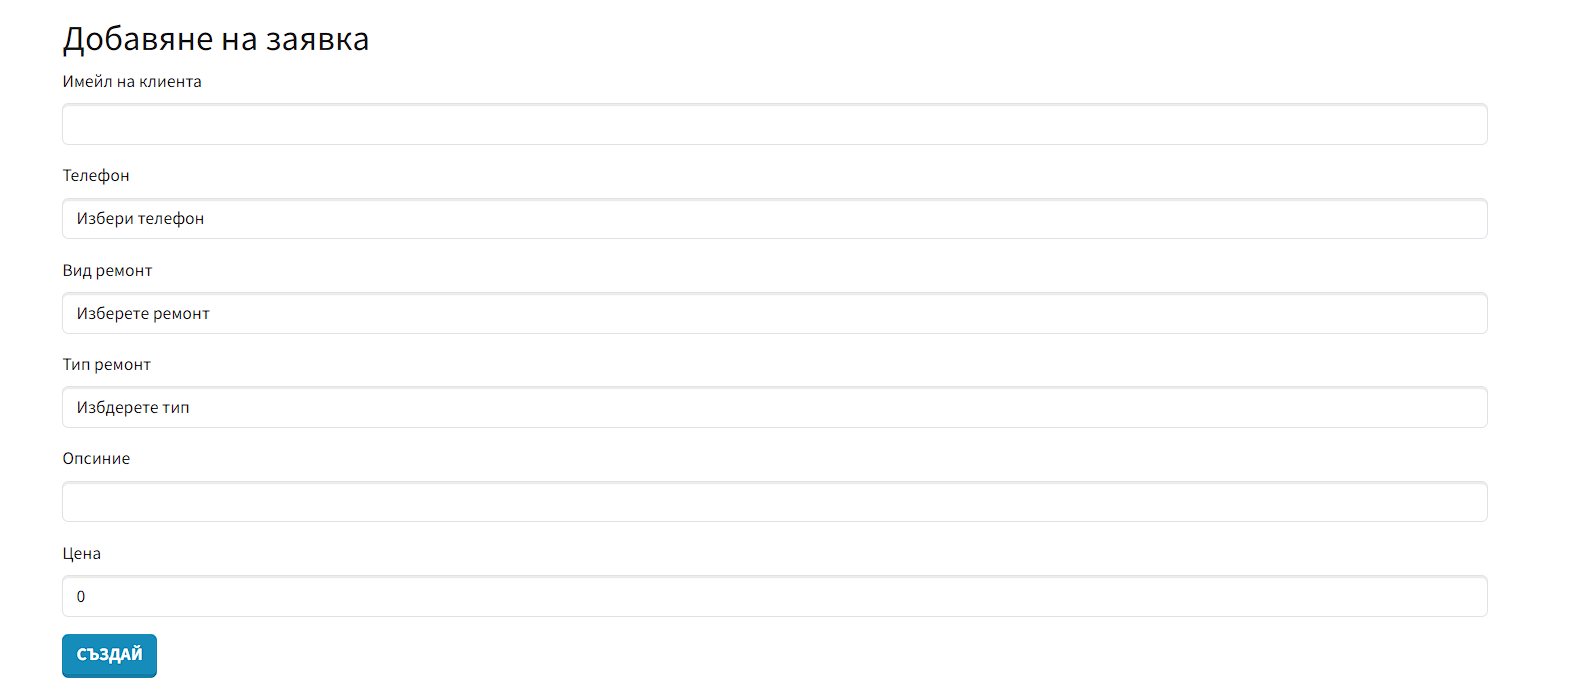 Добавяне на заявка
Имейл на клиента
Телефон
Избери телефон
Вид ремонт
Изберете ремонт
Тип ремонт
Избдерете тип
Опсиние
Цена
0
СЪЗДАЙ